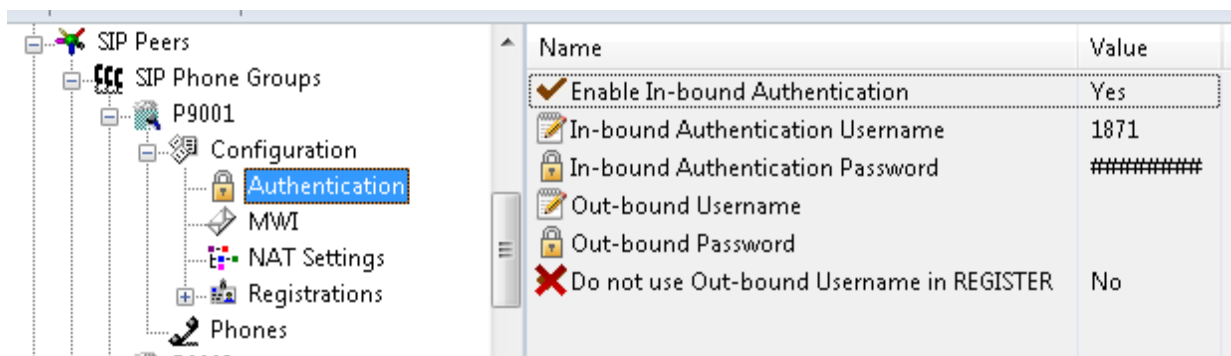 SIP Peers
SIP Phone Groups
P9001
Configuration
Authentication
MWI
NAT Settings
Registrations
Phones
Name Value
Enable In-bound Authentication Yes
In-bound Authentication Username 1871
In-bound Authentication Password #########
Out-bound Username
Out-bound Password
Do not use Out-bound Username in REGISTER No